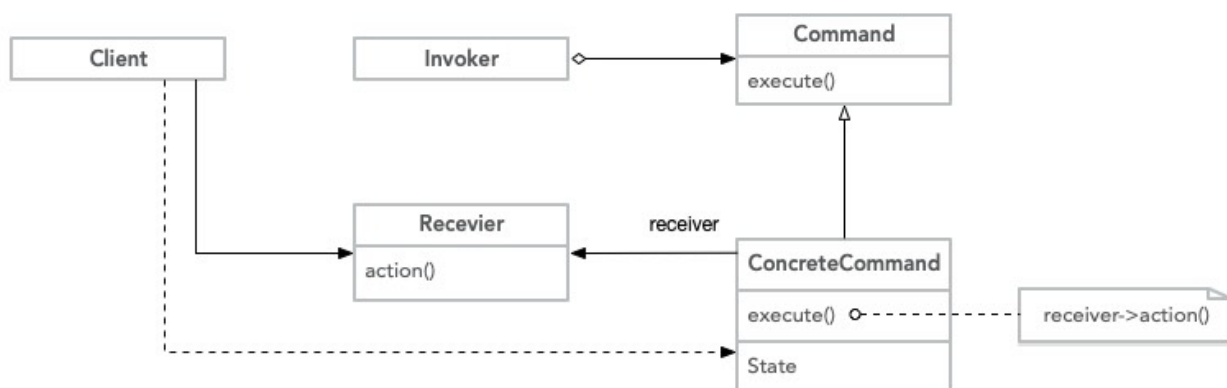 Client
Invoker
Command
execute()
Recevier
action()
receiver
ConcreteCommand
execute()
State
receiver->action()